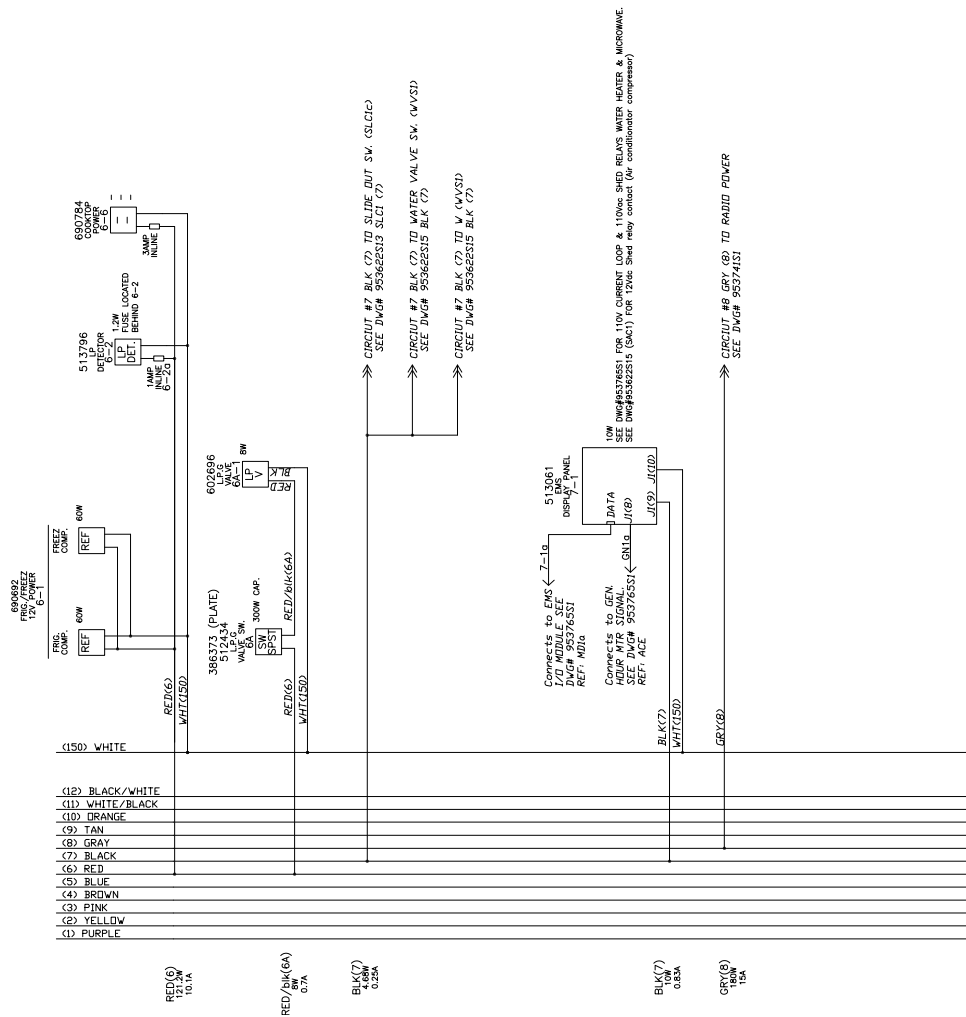 690692
FRIG./FREEZ
12V POWER
6-1
FRIG.
COMP.
REF
60W
FREEZ
COMP.
REF
60W
513796
LP
DETECTOR
6-2
LP
DET.
1.2W
FUSE LOCATED
BEHIND 6-2
1AMP
INLINE
6-2a
690784
COOKTOP
POWER
6-6
3AMP
INLINE
RED(6)
WHT(150)
386373 (PLATE)
512434
L.P.G
VALVE SW.
6A
SW
SPST
300W CAP.
RED(6)
WHT(150)
RED/blk(6A)
602696
L.P.G
VALVE
6A-1
LP
V
8W
RED
BLK
CIRCIUT #7 BLK (7) TO SLIDE OUT SW. (SLC1c)
SEE DWG# 953622S13 SLC1 (7)
CIRCIUT #7 BLK (7) TO WATER VALVE SW. (WVS1)
SEE DWG# 953622S15 BLK (7)
CIRCIUT #7 BLK (7) TO W (WVS1)
SEE DWG# 953622S15 BLK (7)
513061
EMS
DISPLAY PANEL
7-1
DATA
J1(8)
J1(9)
J1(10)
10W
SEE DWG#953765S1 FOR 110V CURRENT LOOP & 110Vac SHED RELAYS WATER HEATER & MICROWAVE.
SEE DWG#953622S15 (SAC1) FOR 12Vdc Shed relay contact (Air conditionator compressor)
7-1a
Connects to EMS
I/O MODULE SEE
DWG# 953765S1
REF: MD1a
GN1a
Connects to GEN.
HOUR MTR SIGNAL.
SEE DWG# 953765S1
REF: ACE
BLK(7)
WHT(150)
GRY(8)
CIRCIUT #8 GRY (8) TO RADIO POWER
SEE DWG# 953741S1
(150) WHITE
(12) BLACK/WHITE
(11) WHITE/BLACK
(10) ORANGE
(9) TAN
(8) GRAY
(7) BLACK
(6) RED
(5) BLUE
(4) BROWN
(3) PINK
(2) YELLOW
(1) PURPLE
RED(6)
121.2W
10.1A
RED/blk(6A)
8W
0.7A
BLK(7)
4.68W
0.25A
BLK(7)
10W
0.83A
GRY(8)
180W
15A